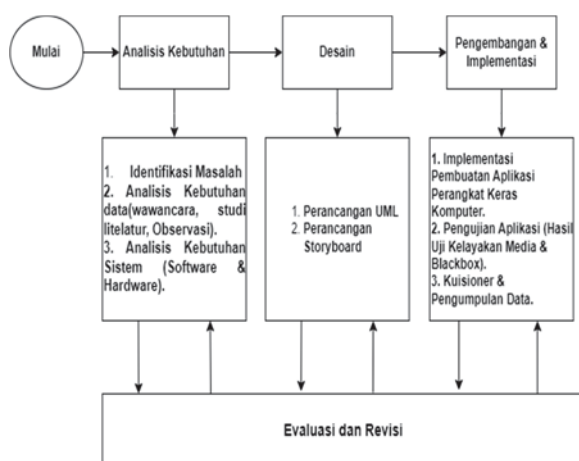 Mulai
Analisis Kebutuhan
Desain
Pengembangan &
Implementasi
1. Identifikasi Masalah
2. Analisis Kebutuhan
data(wawancara, studi
litelatur, Observasi).
3. Analisis Kebutuhan
Sistem (Software &
Hardware).
1. Perancangan UML
2. Perancangan
Storyboard
1. Implementasi
Pembuatan Aplikasi
Perangkat Keras
Komputer.
2. Pengujian Aplikasi (Hasil
Uji Kelayakan Media &
Blackbox).
3. Kuisioner &
Pengumpulan Data.
Evaluasi dan Revisi